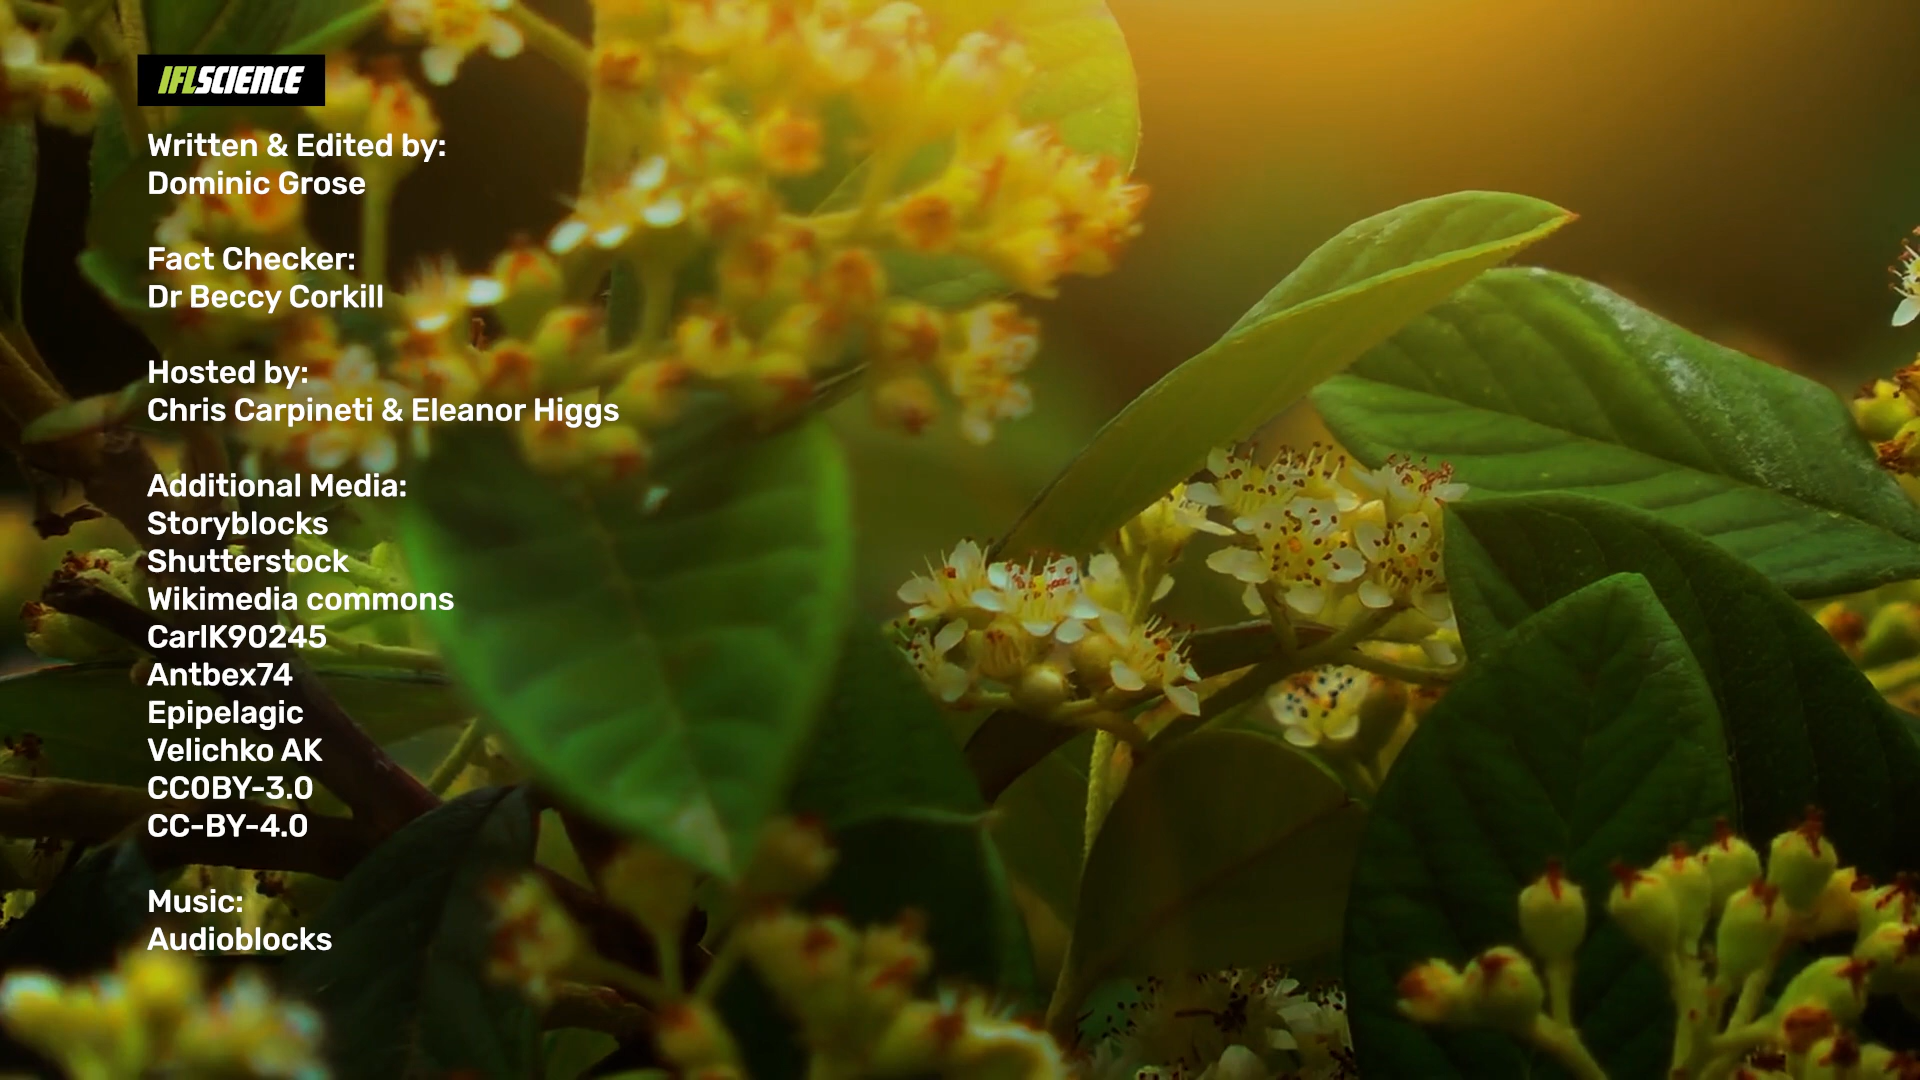 IFLSCIENCE
Written & Edited by:
Dominic Grose
Fact Checker:
Dr Beccy Corkill
Hosted by:
Chris Carpineti & Eleanor Higgs
Additional Media:
Storyblocks
Shutterstock
Wikimedia commons
CarlK90245
Antbex74
Epipelagic
Velichko AK
CC0BY-3.0
CC-BY-4.0
Music:
Audioblocks